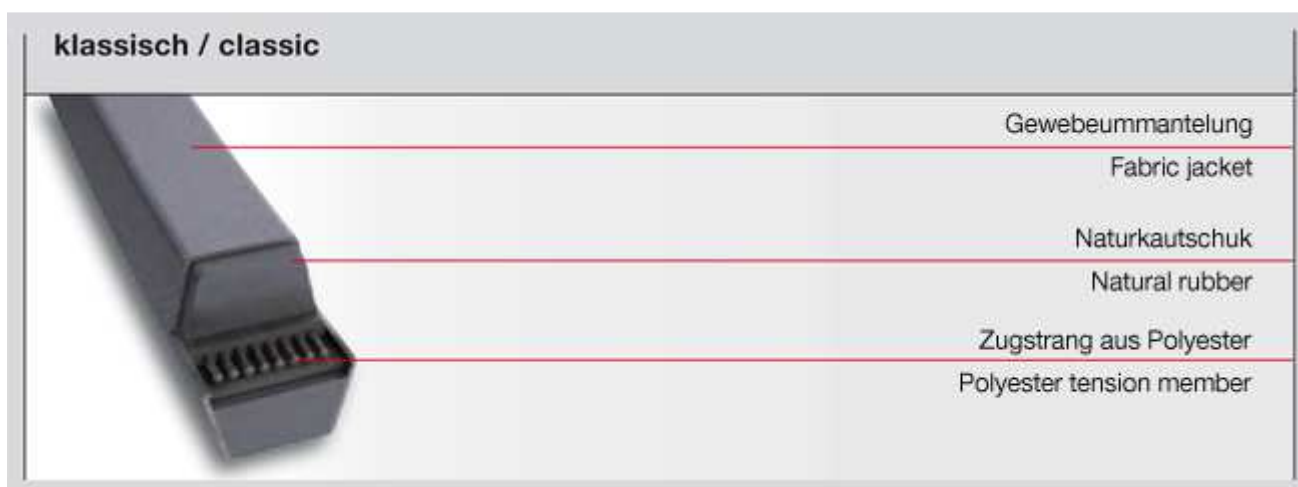 klassisch / classic
Gewebeummantelung
Fabric jacket
Naturkautschuk
Natural rubber
Zugstrang aus Polyester
Polyester tension member